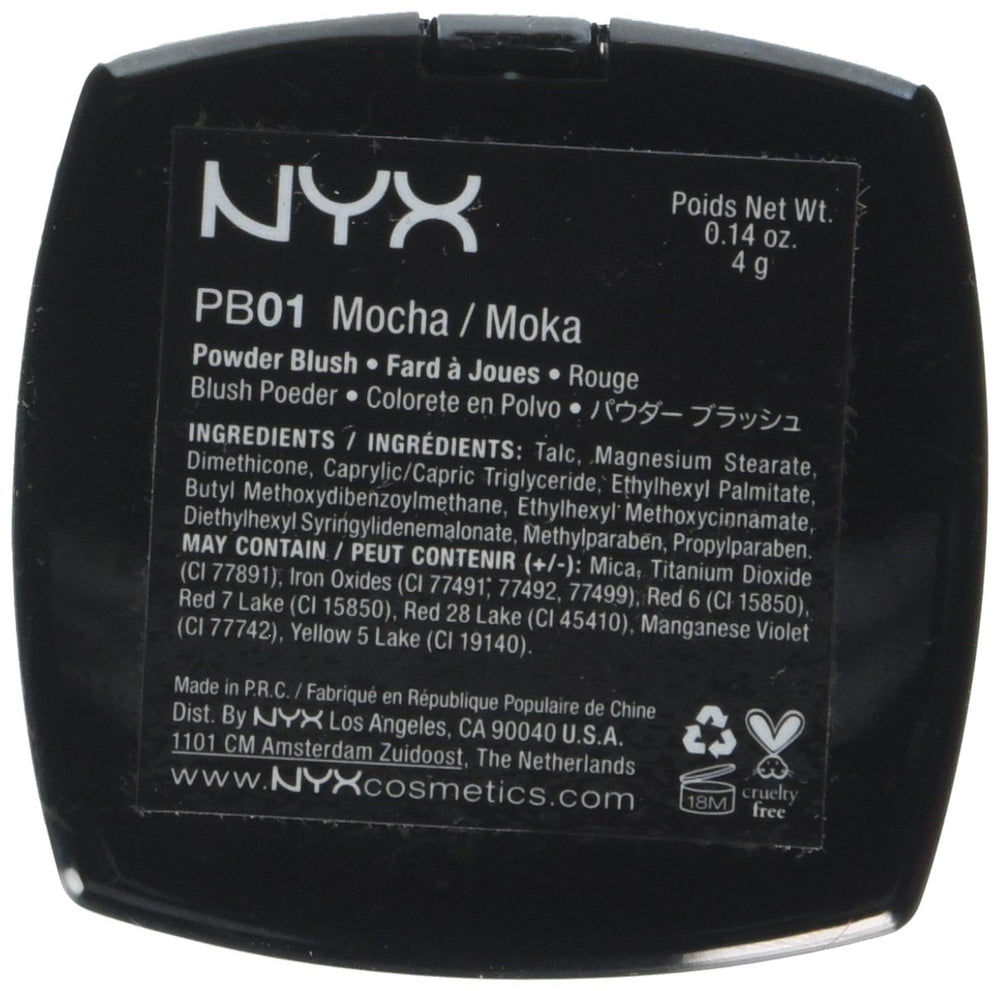 NYX
Poids Net Wt.
0.14 oz.
4 g
PB01 Mocha / Moka
Powder Blush • Fard à Joues • Rouge
Blush Poeder • Colorete en Polvo • パウダー ブラッシュ
INGREDIENTS / INGRÉDIENTS: Talc, Magnesium Stearate,
Dimethicone, Caprylic/Capric Triglyceride, Ethylhexyl Palmitate,
Butyl Methoxydibenzoylmethane, Ethylhexyl Methoxycinnamate,
Diethylhexyl Syringylidenemalonate, Methylparaben, Propylparaben.
MAY CONTAIN / PEUT CONTENIR (+/-): Mica, Titanium Dioxide
(CI 77891), Iron Oxides (CI 77491, 77492, 77499), Red 6 (CI 15850),
Red 7 Lake (CI 15850), Red 28 Lake (CI 45410), Manganese Violet
(CI 77742), Yellow 5 Lake (CI 19140).
Made in P.R.C. / Fabriqué en République Populaire de Chine
Dist. By NYX Los Angeles, CA 90040 U.S.A.
1101 CM Amsterdam Zuidoost, The Netherlands
www.NYXcosmetics.com
18M
cruelty
free